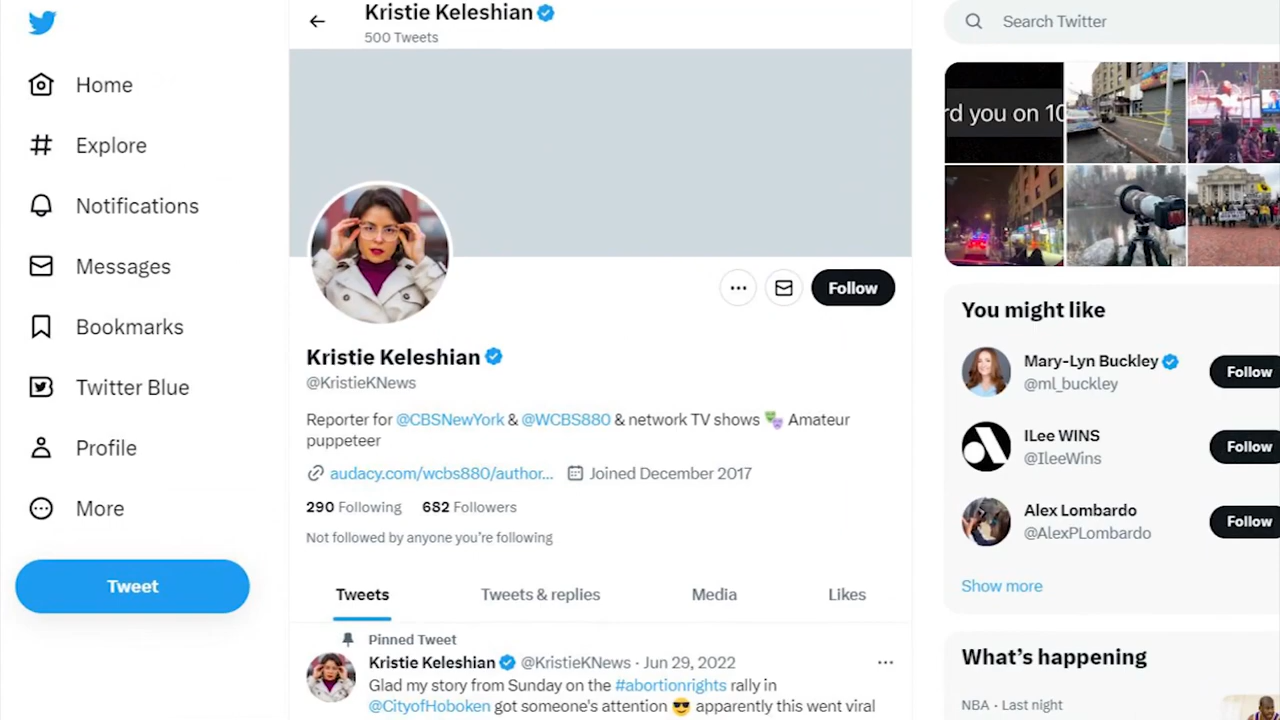 Home
Explore
Notifications
Messages
Bookmarks
Twitter Blue
Profile
More
Tweet
Kristie Keleshian
500 Tweets
Follow
Kristie Keleshian
@KristieKNews
Reporter for @CBSNewYork & @WCBS880 & network TV shows 🎭 Amateur
puppeteer
audacy.com/wcbs880/author... Joined December 2017
290 Following 682 Followers
Not followed by anyone you're following
Tweets Tweets & replies Media Likes
Pinned Tweet
Kristie Keleshian @KristieKNews · Jun 29, 2022
Glad my story from Sunday on the #abortionrights rally in
@CityofHoboken got someone's attention 😎 apparently this went viral
Search Twitter
rd you on 10
You might like
Mary-Lyn Buckley
@ml_buckley
Follow
ILee WINS
@IleeWins
Follow
Alex Lombardo
@AlexPLombardo
Follow
Show more
What's happening
NBA · Last night